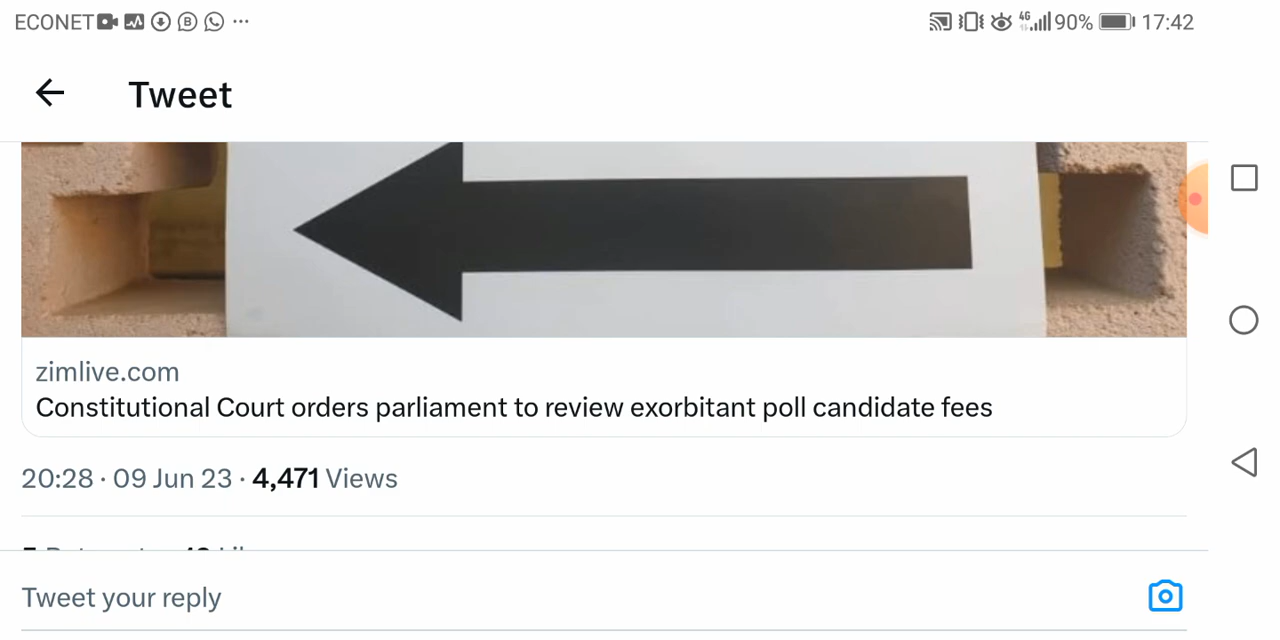 ECONET 4G 90% 17:42
Tweet
zimlive.com
Constitutional Court orders parliament to review exorbitant poll candidate fees
20:28 · 09 Jun 23 · 4,471 Views
Tweet your reply